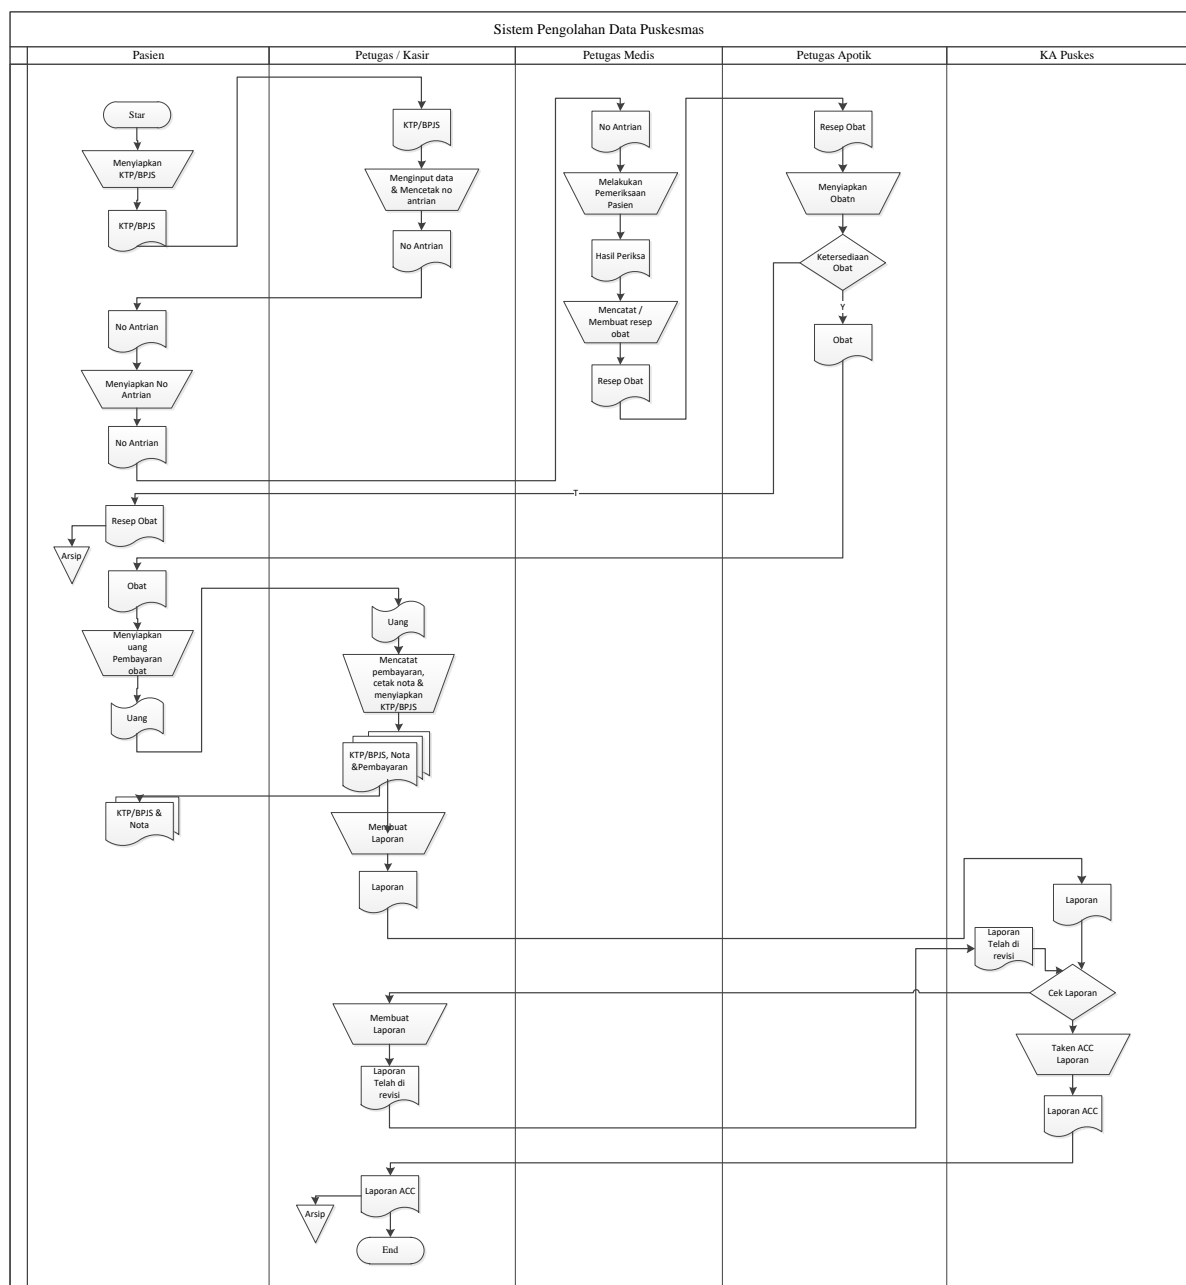 Sistem Pengolahan Data Puskesmas
Pasien
Petugas / Kasir
Petugas Medis
Petugas Apotik
KA Puskes
Star
Menyiapkan
KTP/BPJS
KTP/BPJS
KTP/BPJS
Menginput data
& Mencetak no
antrian
No Antrian
No Antrian
Menyiapkan No
Antrian
No Antrian
No Antrian
Melakukan
Pemeriksaan
Pasien
Hasil Periksa
Mencatat /
Membuat resep
obat
Resep Obat
Resep Obat
Menyiapkan
Obatn
Ketersediaan
Obat
Y
Obat
T
Resep Obat
Arsip
Obat
Menyiapkan
uang
Pembayaran
obat
Uang
Uang
Mencatat
pembayaran,
cetak nota &
menyiapkan
KTP/BPJS
KTP/BPJS, Nota
&Pembayaran
KTP/BPJS &
Nota
Membuat
Laporan
Laporan
Laporan
Laporan
Telah di
revisi
Cek Laporan
Membuat
Laporan
Laporan
Telah di
revisi
Taken ACC
Laporan
Laporan ACC
Laporan ACC
Arsip
End